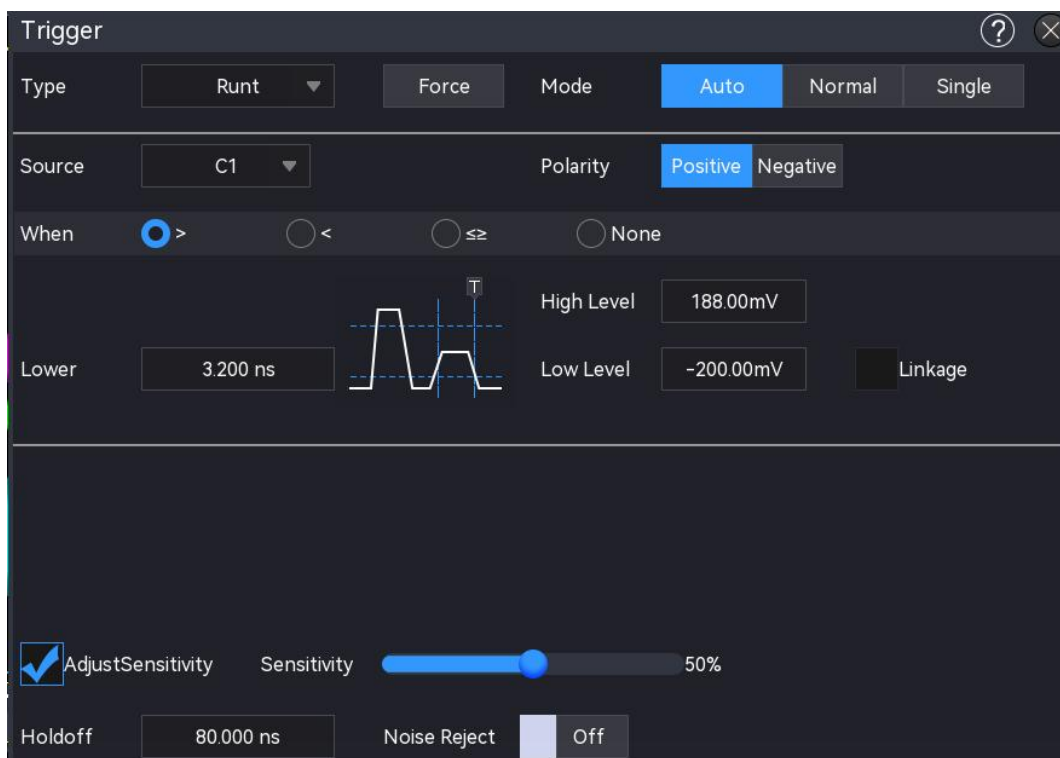 Trigger ?
Type Runt Force Mode Auto Normal Single
Source C1 Polarity Positive Negative
When > < ≤≥ None
T
High Level 188.00mV
Lower 3.200 ns Low Level -200.00mV Linkage
AdjustSensitivity Sensitivity 50%
Holdoff 80.000 ns Noise Reject Off